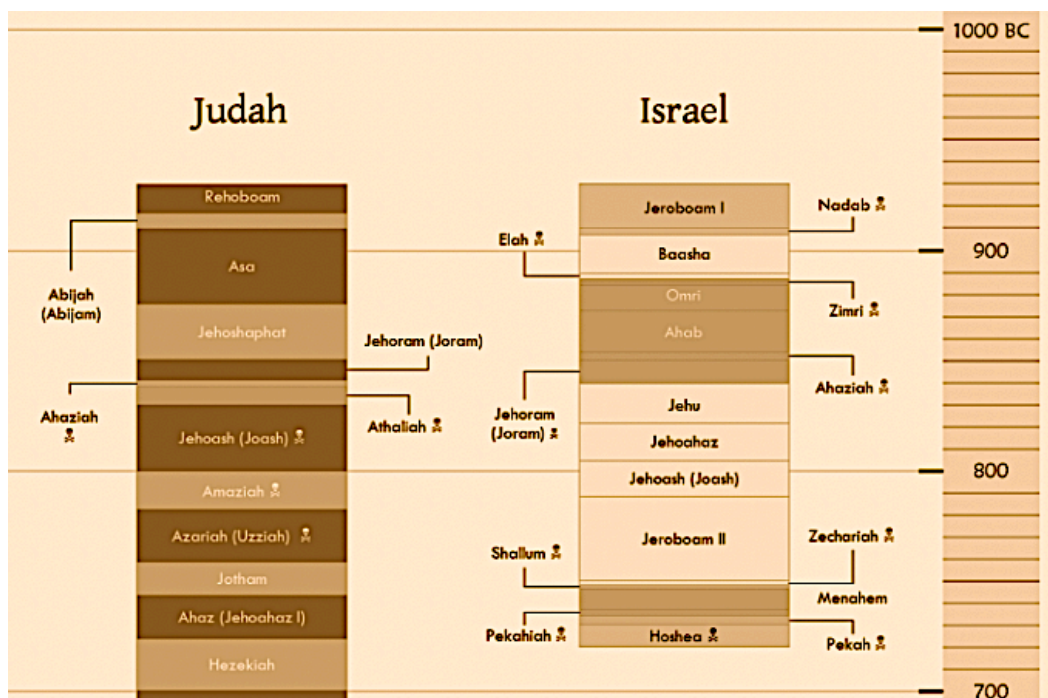 1000 BC
Judah
Israel
Rehoboam
Jeroboam I
Nadab
Elah
900
Baasha
Asa
Abijah
(Abijam)
Omri
Zimri
Jehoshaphat
Ahab
Jehoram (Joram)
Ahaziah
Ahaziah
Jehoram
(Joram)
Jehu
Athaliah
Jehoash (Joash)
Jehoahaz
800
Jehoash (Joash)
Amaziah
Azariah (Uzziah)
Jeroboam II
Zechariah
Shallum
Jotham
Menahem
Ahaz (Jehoahaz I)
Pekahiah
Hoshea
Pekah
Hezekiah
700